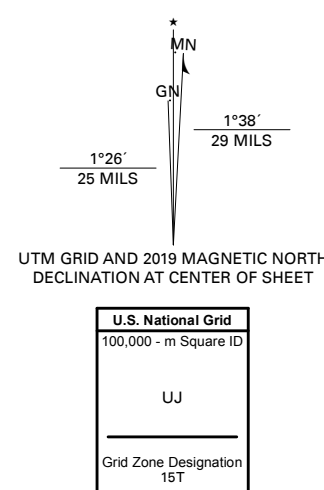 ★
MN
GN
1°38´
29 MILS
1°26´
25 MILS
UTM GRID AND 2019 MAGNETIC NORTH
DECLINATION AT CENTER OF SHEET
U.S. National Grid
100,000 - m Square ID
UJ
Grid Zone Designation
15T